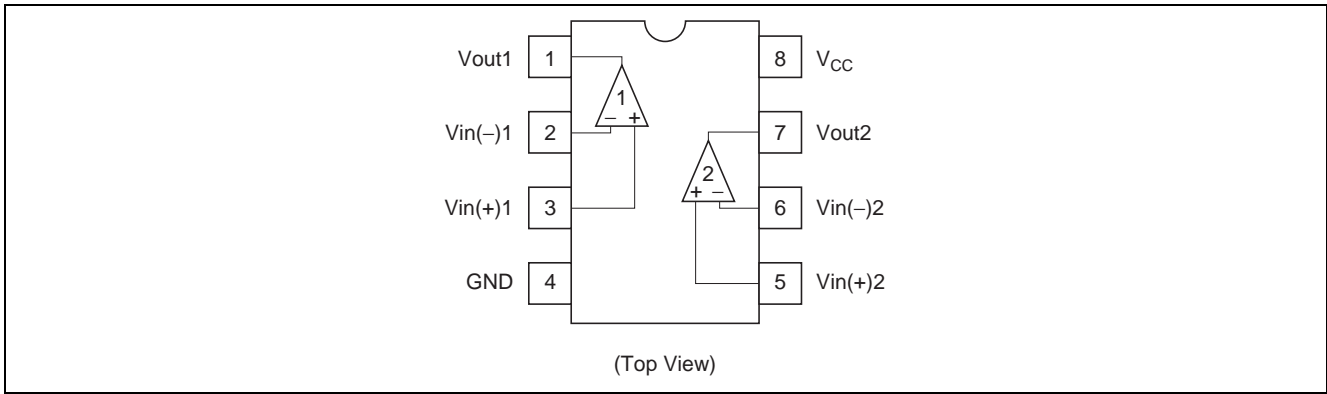 Vout1 1
8 V_CC
1
− +
Vin(−)1 2
7 Vout2
2
+ −
Vin(+)1 3
6 Vin(−)2
GND 4
5 Vin(+)2
(Top View)